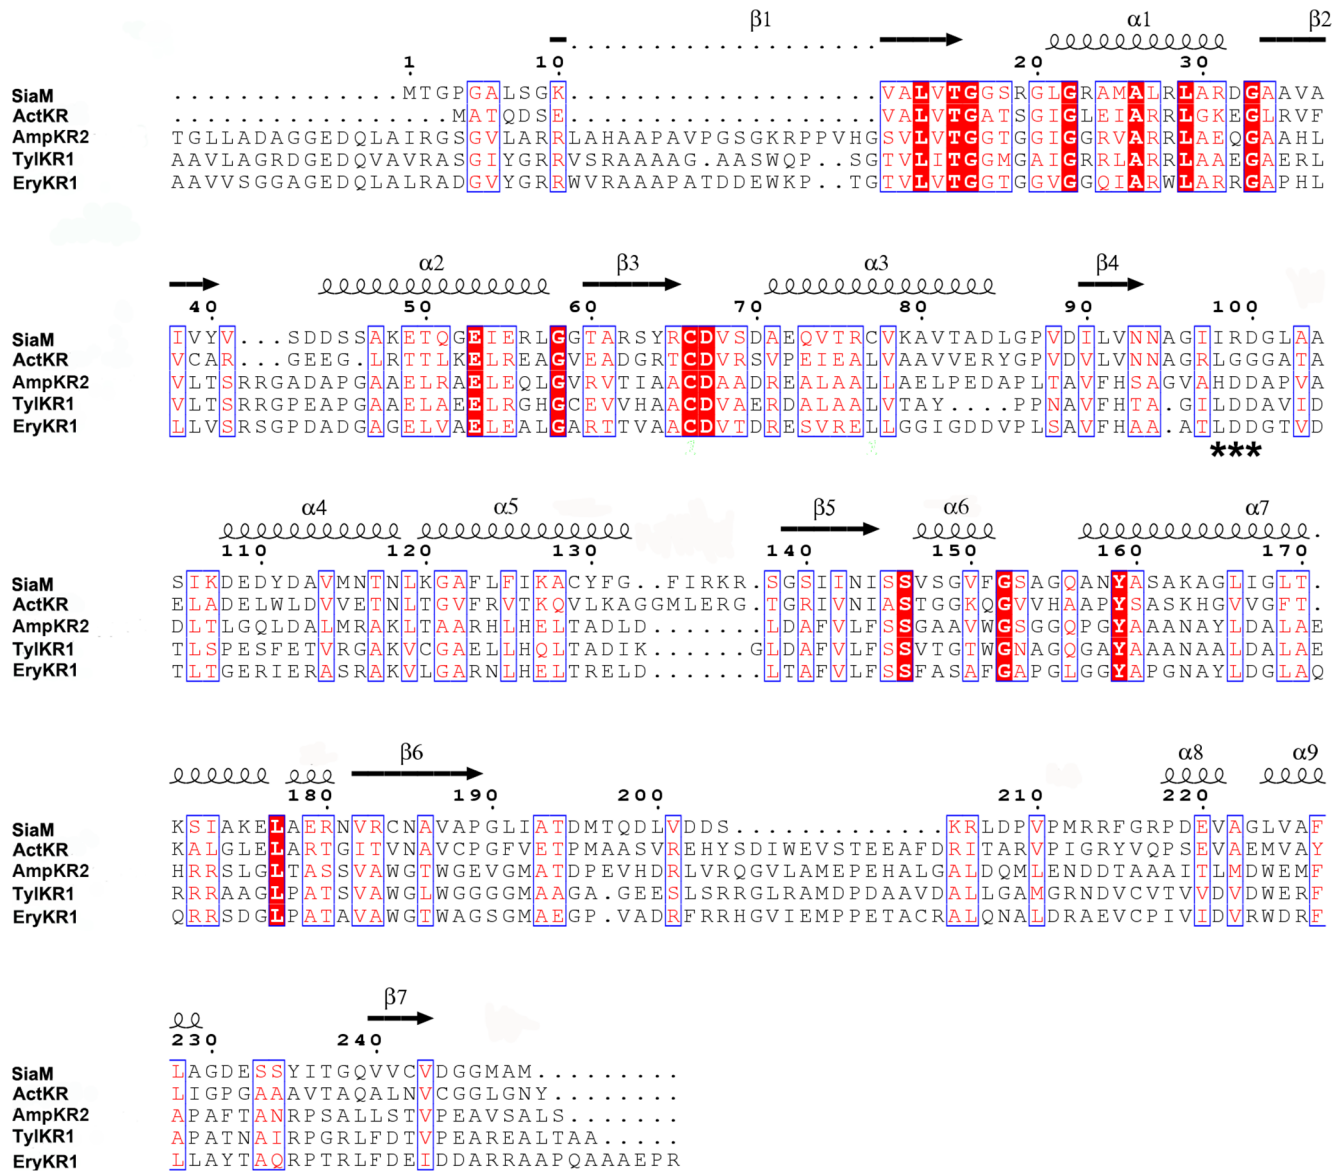 β1 α1 β2
1 10 20 30
SiaM ..............MTGPGALSGK...................VALVTGGSRGLGRAMALRLARDGAAVA
ActKR .................MATQDSE...................VALVTGATSGIGLEIARRLGKEGLRVF
AmpKR2 TGLLADAGGEDQLAIRGSGVLARRLAHAAPAVPGSGKRPPVHGSVLVTGGTGGLGRLVARRLAEQGAAHL
TylKR1 AAVLAGRDGEDQVAVRASGIYGRRVSRAAAAG.AASWQP..SGTVLITGGMGAIGRRLARRLAAEGAERL
EryKR1 AAVVSGGAGEDQLALRADGVYGRRWVRAAAPATDDEWKP..TGTVLVTGGTGGVGGQIARWLARRGAPHL
α2 β3 α3 β4
40 50 60 70 80 90 100
SiaM IVYV...SDDSSAKETQGEIERLGGTARSYRCDVSDAEQVTRCVKAVTADLGPVDILVNNAGIIRDGLAA
ActKR VCAR...GEEG.LRTTLKELREAGVEADGRTCDVRSVPEIEALVAAVVERYGPVDVLVNNAGRLGGGATA
AmpKR2 VLTSRRGADAPGAAELRAELEQLGVRVTIAACDAADREALAALLAELPEDAPLTAVFHSAGVAHDDAPVA
TylKR1 VLTSRRGPEAPGAAELAEELRGHGCEVVHAACDVAERDALAALVTAY....PPNAVFHTA.GILDDAVID
EryKR1 LLVSRSGPDADGAGELVAELEALGARTTVAACDVTDRESVRELLGGIGDDVPLSAVFHAA.ATLDDGTVD
***
α4 α5 β5 α6 α7
110 120 130 140 150 160 170
SiaM SIKDEDYDAVMNTNLKGAFLFIKACYFG..FIRKR.SGSIINISSVSGVFGSAGQANYASAKAGLIGLT.
ActKR ELADELWLDVVETNLTGVFRVTKQVLKAGGMLERG.TGRIVNIASTGGKQGVVHAAPYSASKHGVVGFT.
AmpKR2 DLTLGQLDALMRAKLTAARHLHELTADLD.......LDAFVLFSSGAAVWGSGGQPGYAAANAYLDALAE
TylKR1 TLSPESFETVRGAKVCGAELLHQLTADIK.......GLDAFVLFSSVTGTWGNAGQGAYAAANAALDALAE
EryKR1 TLTGERIERASRAKVLGARNLHELTRELD.......LTAFVLFSSFASAFGAPGLGGYAPGNAYLDGLAQ
β6 α8 α9
180 190 200 210 220
SiaM KSIAKELAERNVRCNAVAPGLIATDMTQDLVDDS.............KRLDPVPMRRFGRPDEVAGLVAF
ActKR KALGLELARTGITVNAVCPGFVETPMAASVREHYSDIWEVSTEEAFDRITARVPIGRYVQPSEVAEMVAY
AmpKR2 HRRSLGLTASSVAWGTWGEVGMATDPEVHDRLVRQGVLAMEPEHALGALDQMLENDDTAAAITLMDWEMF
TylKR1 RRRAAGLPATSVAWGLWGGGGMAAGA.GEESLSRRGLRAMDPDAAVDALLGAMGRNDVCVTVVDVDWERF
EryKR1 QRRSDGLPATAVAWGTWAGSGMAEGP.VADRFRRHGVIEMPPETACRALQNALDRAEVCPIVIDVRWDRF
β7
230 240
SiaM LAGDESSYITGQVVCVDGGMAM.........
ActKR LIGPGAAAVTAQALNVCGGLGNY........
AmpKR2 APAFTANRPSALLSTVPEAVSALS.......
TylKR1 APATNAIRPGRLFDTVPEAREALTAA.....
EryKR1 LLAYTAQRPTRLFDEIDDARRAAPQAAAEPR